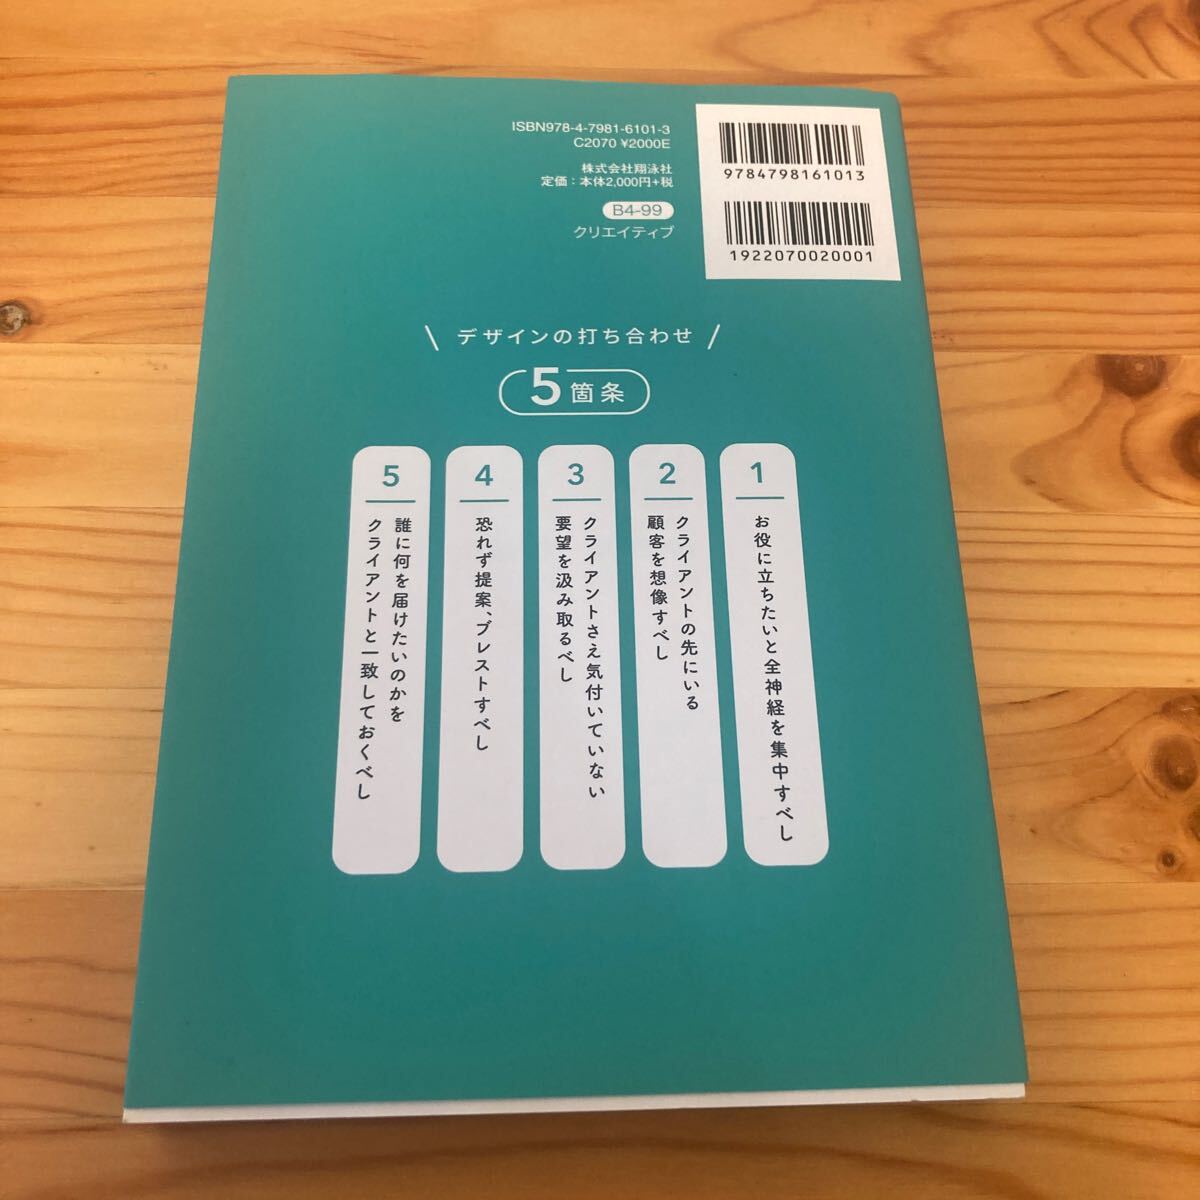 ISBN978-4-7981-6101-3
C2070 ¥2000E
株式会社翔泳社
定価：本体2,000円+税
B4-99
クリエイティブ
9784798161013
1922070020001
デザインの打ち合わせ
5箇条
1
お役に立ちたいと全神経を集中すべし
2
クライアントの先にいる
顧客を想像すべし
3
クライアントさえ気付いていない
要望を汲み取るべし
4
恐れず提案、ブレストすべし
5
誰に何を届けたいのかを
クライアントと一致しておくべし